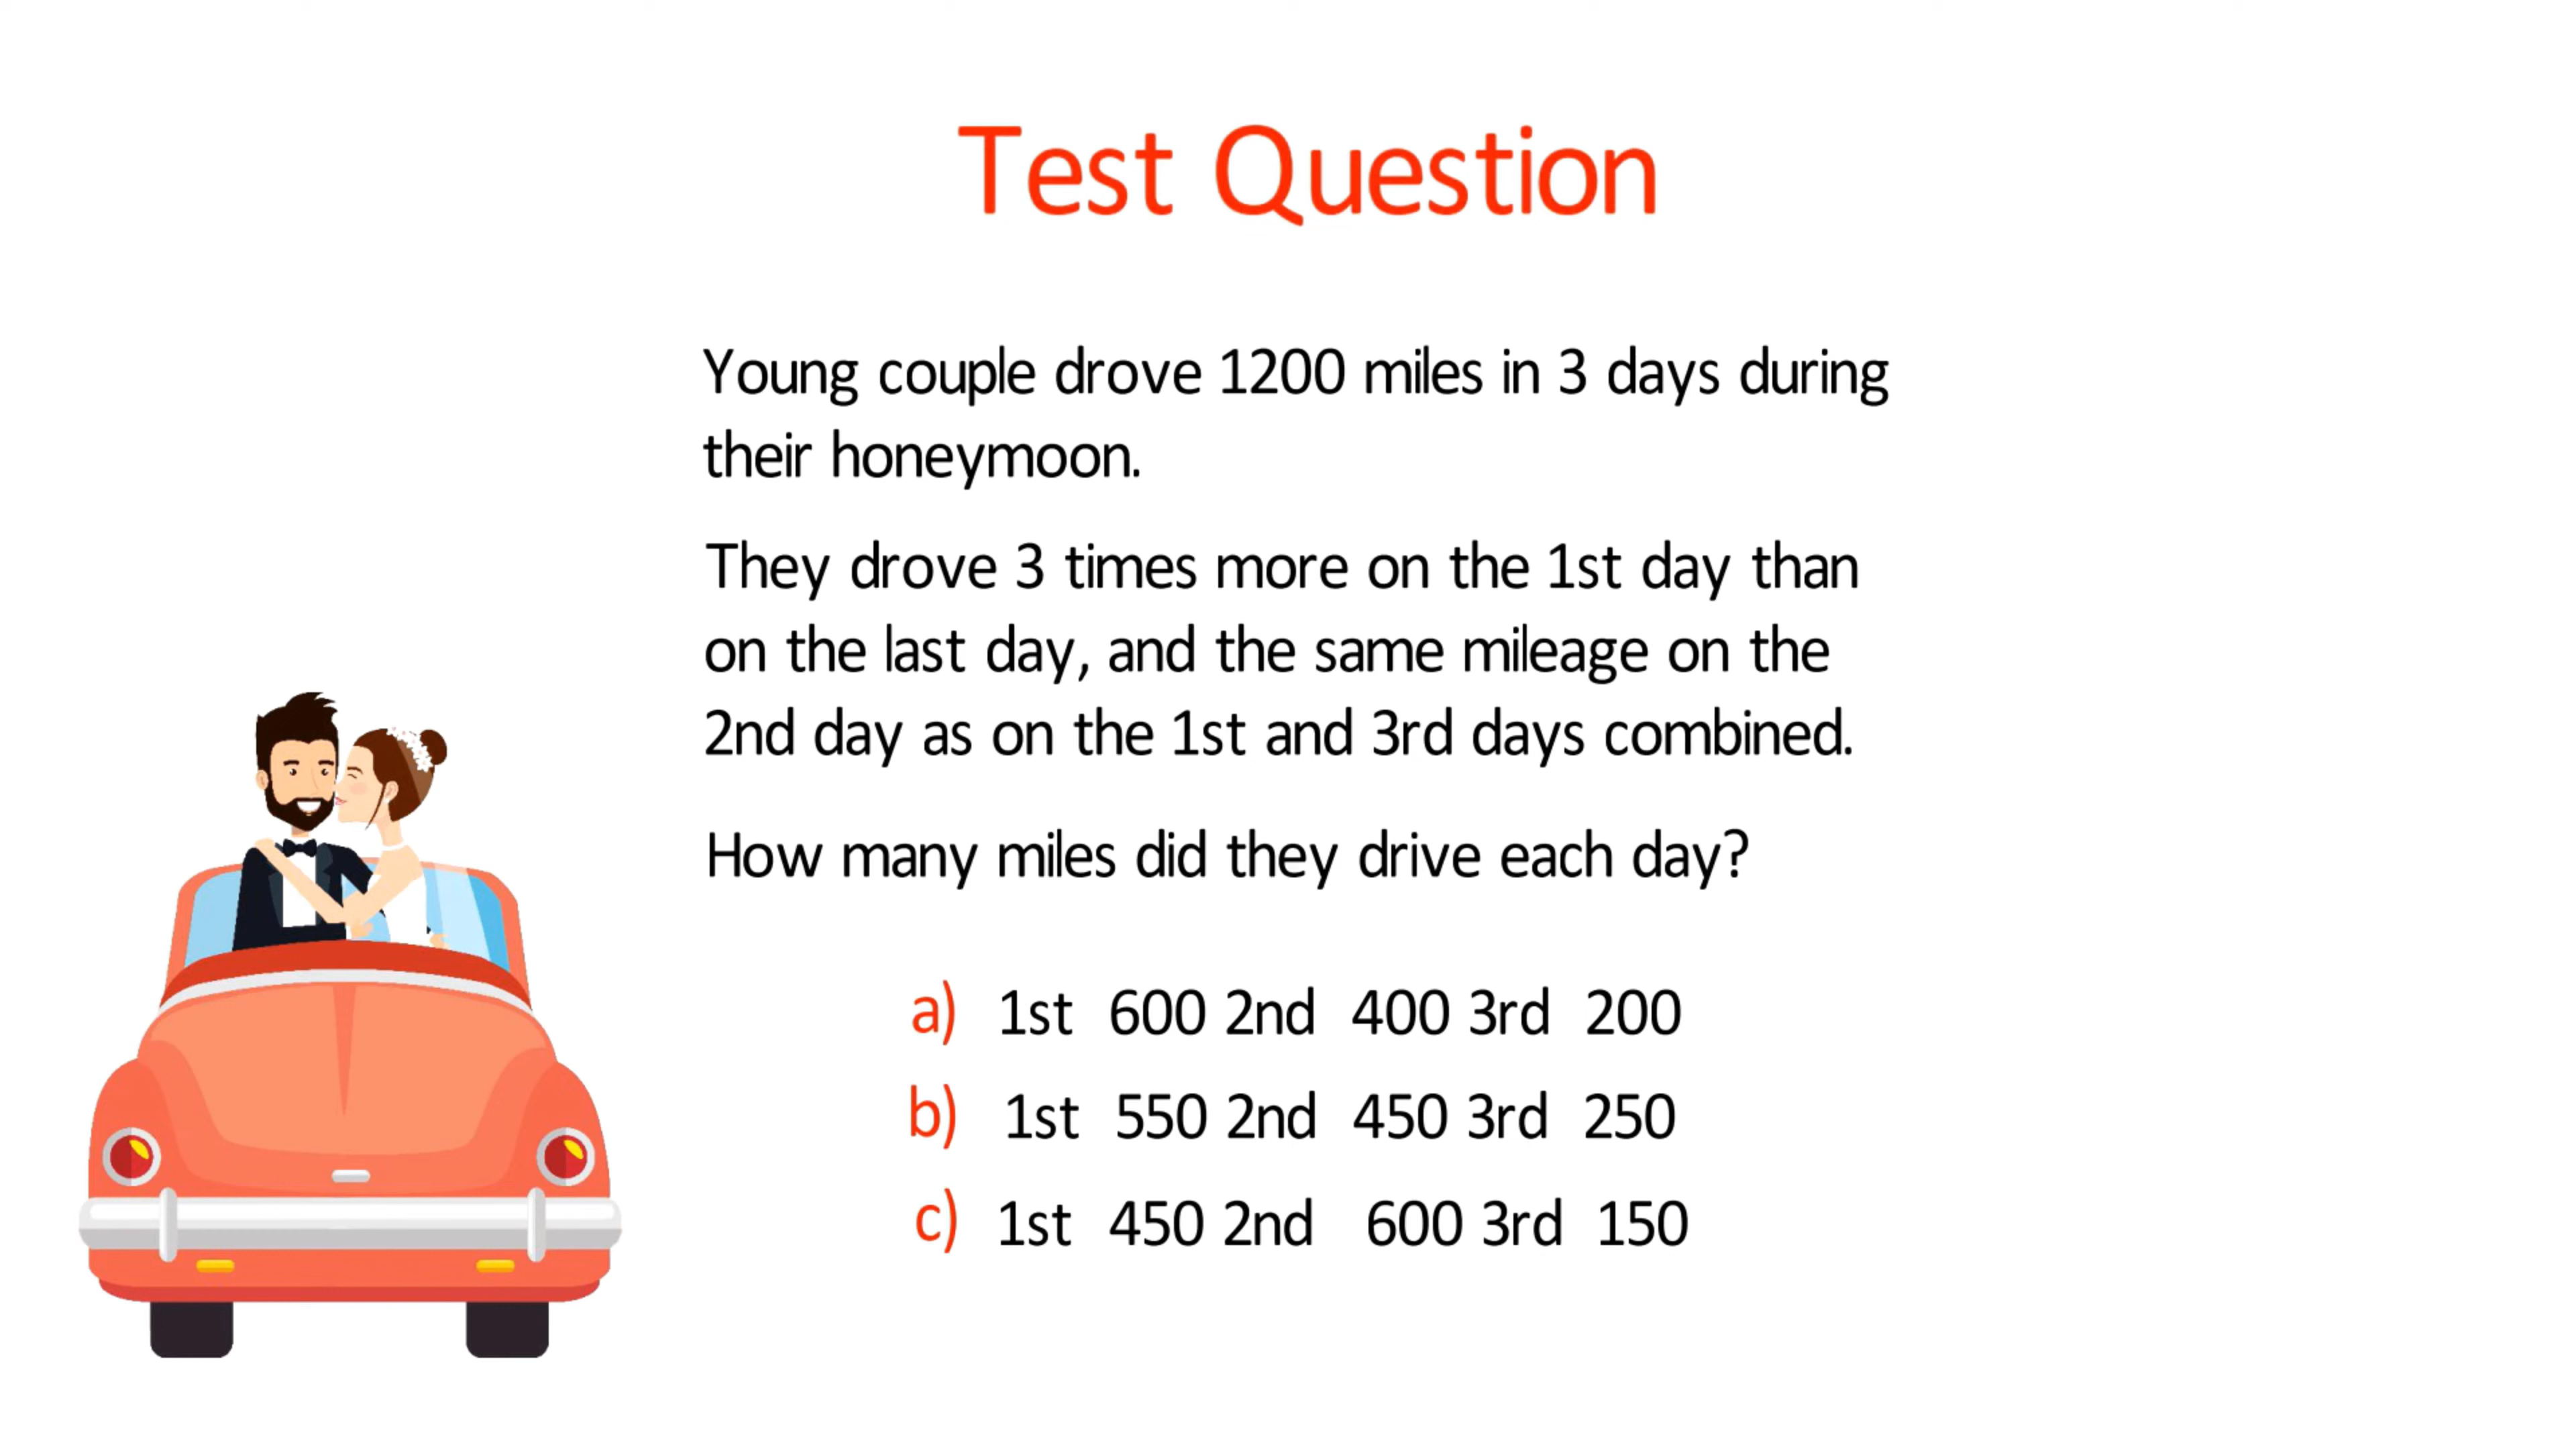 Test Question
Young couple drove 1200 miles in 3 days during
their honeymoon.
They drove 3 times more on the 1st day than
on the last day, and the same mileage on the
2nd day as on the 1st and 3rd days combined.
How many miles did they drive each day?
a) 1st 600 2nd 400 3rd 200
b) 1st 550 2nd 450 3rd 250
c) 1st 450 2nd 600 3rd 150